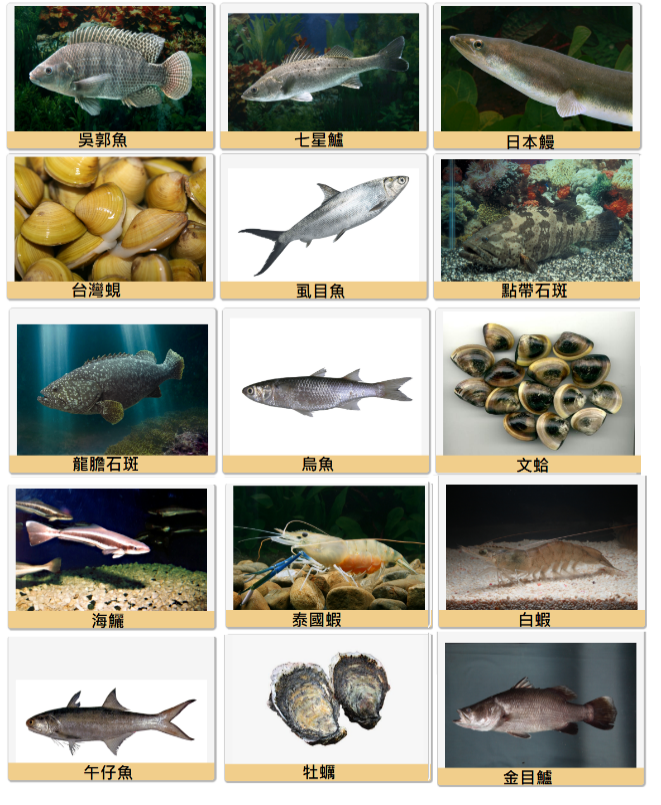 吳郭魚
七星鱸
日本鰻
台灣蜆
虱目魚
點帶石斑
龍膽石斑
烏魚
文蛤
海鱺
泰國蝦
白蝦
午仔魚
牡蠣
金目鱸